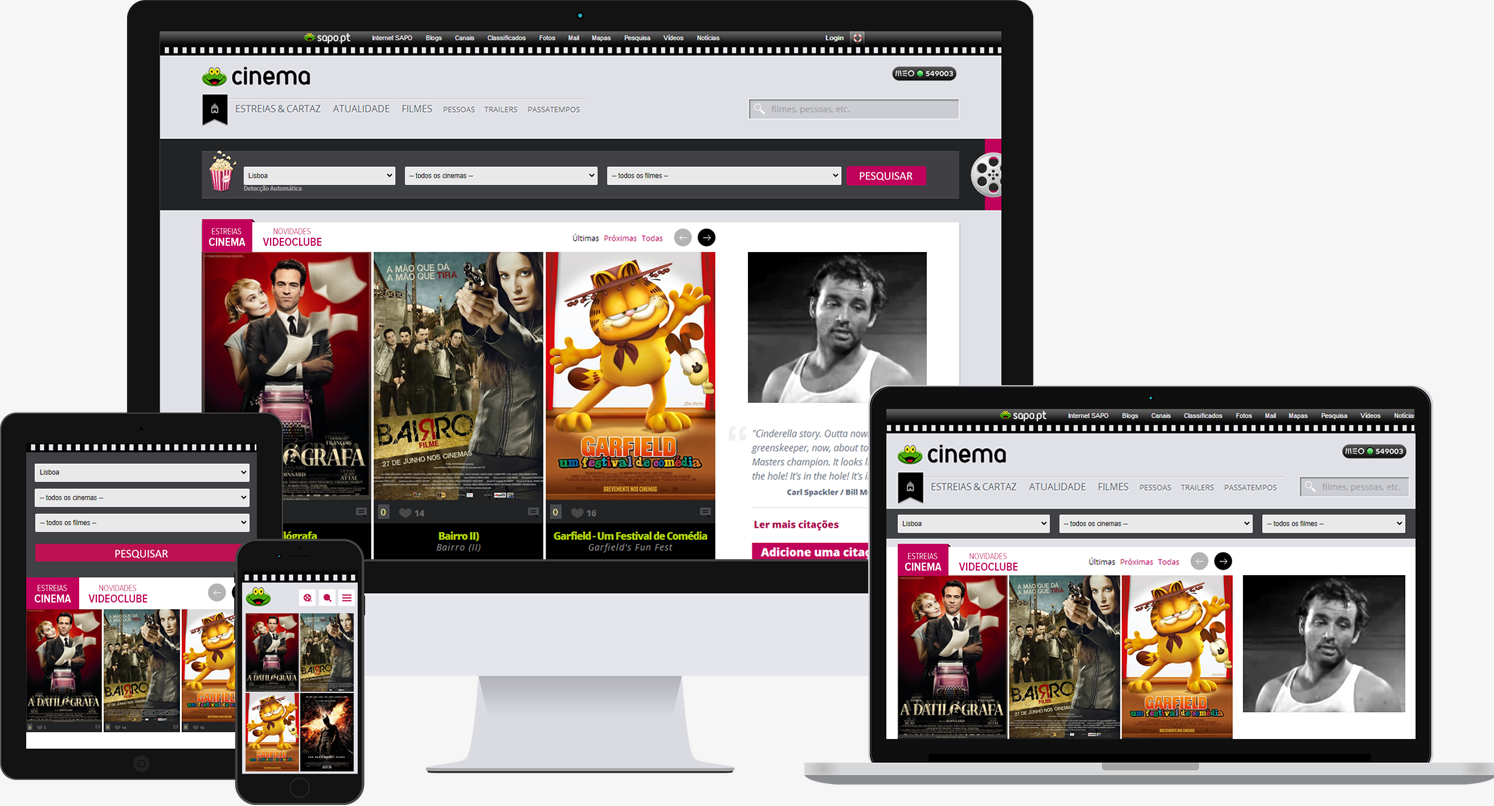 sapo.pt Internet SAPO Blogs Canais Classificados Fotos Mail Mapas Pesquisa Vídeos Notícias Login
cinema
MEO 549003
ESTREIAS & CARTAZ ATUALIDADE FILMES PESSOAS TRAILERS PASSATEMPOS
filmes, pessoas, etc.
Lisboa -- todos os cinemas -- -- todos os filmes -- PESQUISAR
Detecção Automática
ESTREIAS
CINEMA
NOVIDADES
VIDEOCLUBE
Últimas Próximas Todas
A MÃO QUE DÁ
A MÃO QUE TIRA
BAIRRO
FILME
27 DE JUNHO NOS CINEMAS
GARFIELD
um festival de comédia
BREVEMENTE NOS CINEMAS
0 14
0 16
Bairro II)
Bairro (II)
Garfield - Um Festival de Comédia
Garfield's Fun Fest
"Cinderella story. Outta now
greenskeeper, now, about to
Masters champion. It looks
the hole! It's in the hole! It's
Carl Spackler / Bill
Ler mais citações
Adicione uma cita
Lisboa
-- todos os cinemas --
-- todos os filmes --
PESQUISAR
ESTREIAS
CINEMA
NOVIDADES
VIDEOCLUBE
A DATILÓGRAFA
BAIRRO
GARFIELD
um festival de comédia
BAIRRO
GARFIELD
sapo.pt Internet SAPO Blogs Canais Classificados Fotos Mail Mapas Pesquisa Vídeos Notícias
cinema
MEO 549003
ESTREIAS & CARTAZ ATUALIDADE FILMES PESSOAS TRAILERS PASSATEMPOS
filmes, pessoas, etc.
Lisboa -- todos os cinemas -- -- todos os filmes --
ESTREIAS
CINEMA
NOVIDADES
VIDEOCLUBE
Últimas Próximas Todas
A DATILÓGRAFA
BAIRRO
27 DE JUNHO NOS CINEMAS
GARFIELD
um festival de comédia
BREVEMENTE NOS CINEMAS